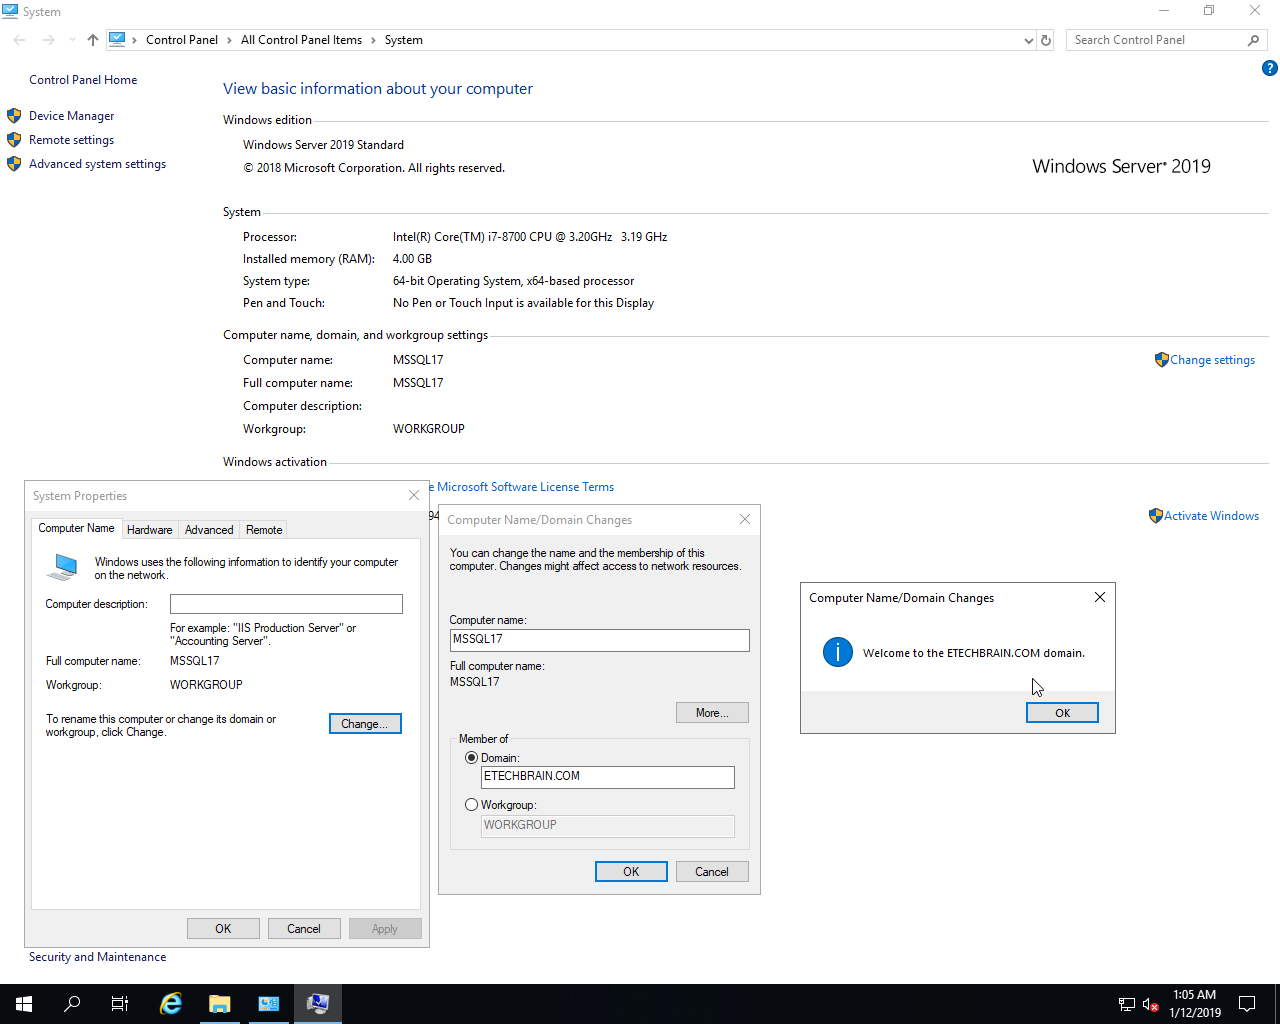 System
Control Panel > All Control Panel Items > System
Search Control Panel
Control Panel Home
Device Manager
Remote settings
Advanced system settings
View basic information about your computer
Windows edition
Windows Server 2019 Standard
© 2018 Microsoft Corporation. All rights reserved.
Windows Server® 2019
System
Processor: Intel(R) Core(TM) i7-8700 CPU @ 3.20GHz 3.19 GHz
Installed memory (RAM): 4.00 GB
System type: 64-bit Operating System, x64-based processor
Pen and Touch: No Pen or Touch Input is available for this Display
Computer name, domain, and workgroup settings
Computer name: MSSQL17
Change settings
Full computer name: MSSQL17
Computer description:
Workgroup: WORKGROUP
Windows activation
e Microsoft Software License Terms
94
Activate Windows
System Properties
Computer Name
Hardware
Advanced
Remote
Windows uses the following information to identify your computer
on the network.
Computer description:
For example: "IIS Production Server" or
"Accounting Server".
Full computer name: MSSQL17
Workgroup: WORKGROUP
To rename this computer or change its domain or
workgroup, click Change.
Change...
OK
Cancel
Apply
Computer Name/Domain Changes
You can change the name and the membership of this
computer. Changes might affect access to network resources.
Computer name:
MSSQL17
Full computer name:
MSSQL17
More...
Member of
Domain:
ETECHBRAIN.COM
Workgroup:
WORKGROUP
OK
Cancel
Computer Name/Domain Changes
Welcome to the ETECHBRAIN.COM domain.
OK
Security and Maintenance
1:05 AM
1/12/2019